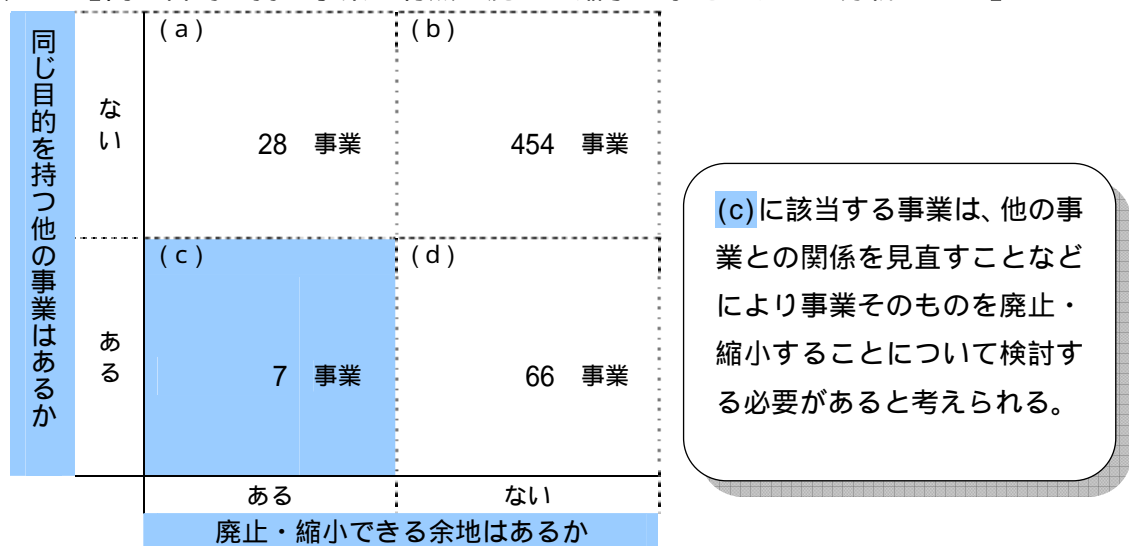 同じ目的を持つ他の事業はあるか
ない
(a)
28 事業
(b)
454 事業
ある
(c)
7 事業
(d)
66 事業
ある
ない
廃止・縮小できる余地はあるか
(c)に該当する事業は、他の事
業との関係を見直すことなど
により事業そのものを廃止・
縮小することについて検討す
る必要があると考えられる。